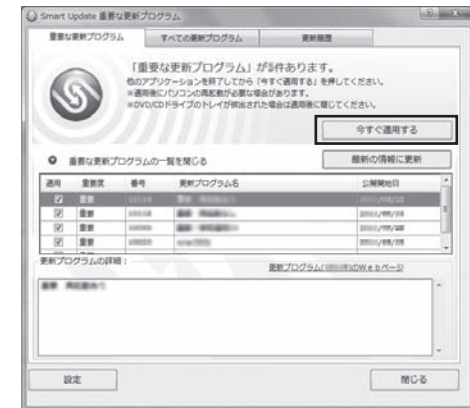 Smart Update 重要な更新プログラム
重要な更新プログラム すべての更新プログラム 更新履歴
「重要な更新プログラム」が 件あります。
他のアプリケーションを終了してから「今すぐ適用する」を押してください。
※適用後にパソコンの再起動が必要な場合があります。
※DVD/CDドライブのトレイが排出された場合は適用後に閉じてください。
今すぐ適用する
重要な更新プログラムの一覧を閉じる 最新の情報に更新
適用 重要度 番号 更新プログラム名 公開開始日
重要
重要
重要
重要
更新プログラムの詳細：
更新プログラム( )のWebページ
設定 閉じる